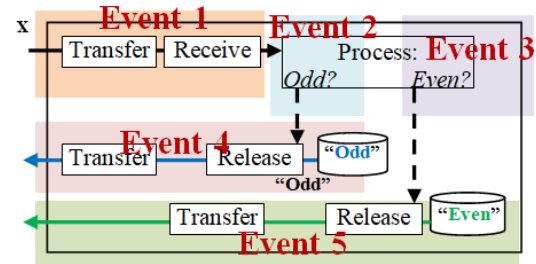 Event 1
x
Transfer
Receive
Event 2
Process:
Event 3
Odd?
Even?
Event 4
Transfer
Release
“Odd”
“Odd”
Transfer
Release
“Even”
Event 5